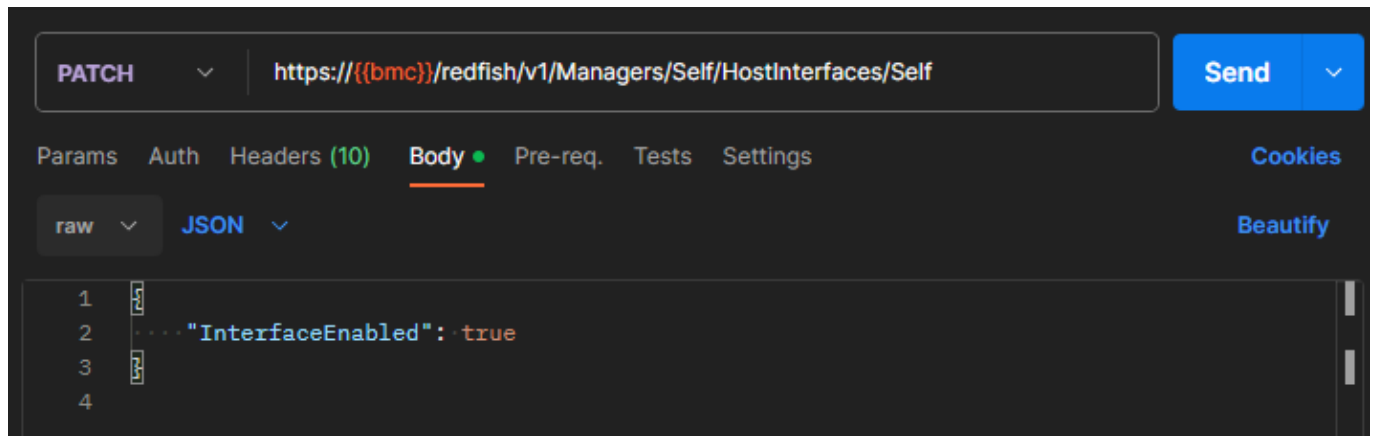 PATCH https://{{bmc}}/redfish/v1/Managers/Self/HostInterfaces/Self Send
Params Auth Headers (10) Body Pre-req. Tests Settings Cookies
raw JSON Beautify
1 {
2 "InterfaceEnabled": true
3 }
4